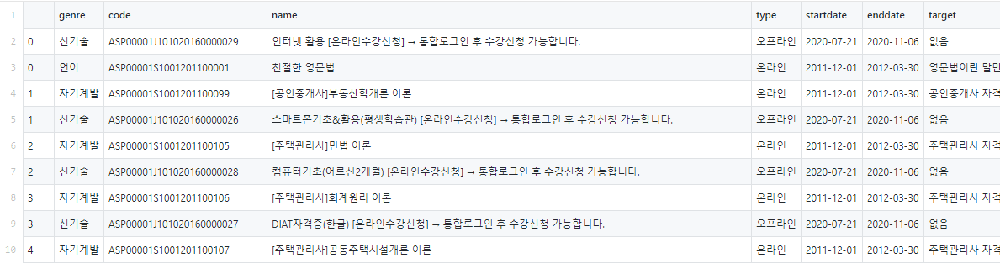 1 genre code name type startdate enddate target
2 0 신기술 ASP00001J101020160000029 인터넷 활용 [온라인수강신청] → 통합로그인 후 수강신청 가능합니다. 오프라인 2020-07-21 2020-11-06 없음
3 0 언어 ASP00001S1001201100001 친절한 영문법 온라인 2011-12-01 2012-03-30 영문법이란 말만
4 1 자기계발 ASP00001S1001201100099 [공인중개사]부동산학개론 이론 온라인 2011-12-01 2012-03-30 공인중개사 자격
5 1 신기술 ASP00001J101020160000026 스마트폰기초&활용(평생학습관) [온라인수강신청] → 통합로그인 후 수강신청 가능합니다. 오프라인 2020-07-21 2020-11-06 없음
6 2 자기계발 ASP00001S1001201100105 [주택관리사]민법 이론 온라인 2011-12-01 2012-03-30 주택관리사 자격
7 2 신기술 ASP00001J101020160000028 컴퓨터기초(어르신2개월) [온라인수강신청] → 통합로그인 후 수강신청 가능합니다. 오프라인 2020-07-21 2020-11-06 없음
8 3 자기계발 ASP00001S1001201100106 [주택관리사]회계원리 이론 온라인 2011-12-01 2012-03-30 주택관리사 자격
9 3 신기술 ASP00001J101020160000027 DIAT자격증(한글) [온라인수강신청] → 통합로그인 후 수강신청 가능합니다. 오프라인 2020-07-21 2020-11-06 없음
10 4 자기계발 ASP00001S1001201100107 [주택관리사]공동주택시설개론 이론 온라인 2011-12-01 2012-03-30 주택관리사 자격